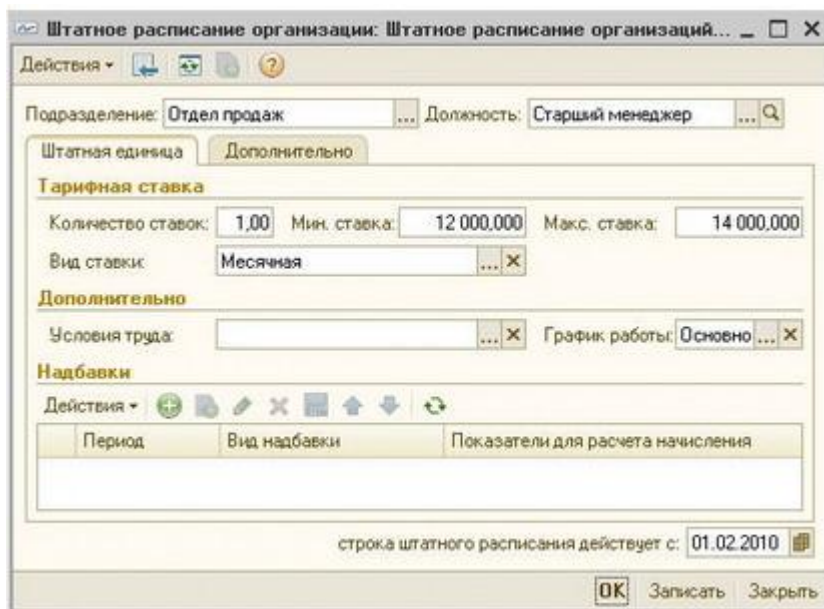 Штатное расписание организации: Штатное расписание организаций...
Действия
Подразделение: Отдел продаж ... Должность: Старший менеджер ...
Штатная единица Дополнительно
Тарифная ставка
Количество ставок: 1,00 Мин. ставка: 12 000,000 Макс. ставка: 14 000,000
Вид ставки: Месячная ...
Дополнительно
Условия труда: ... График работы: Основно ...
Надбавки
Действия
Период Вид надбавки Показатели для расчета начисления
строка штатного расписания действует с: 01.02.2010
OK Записать Закрыть